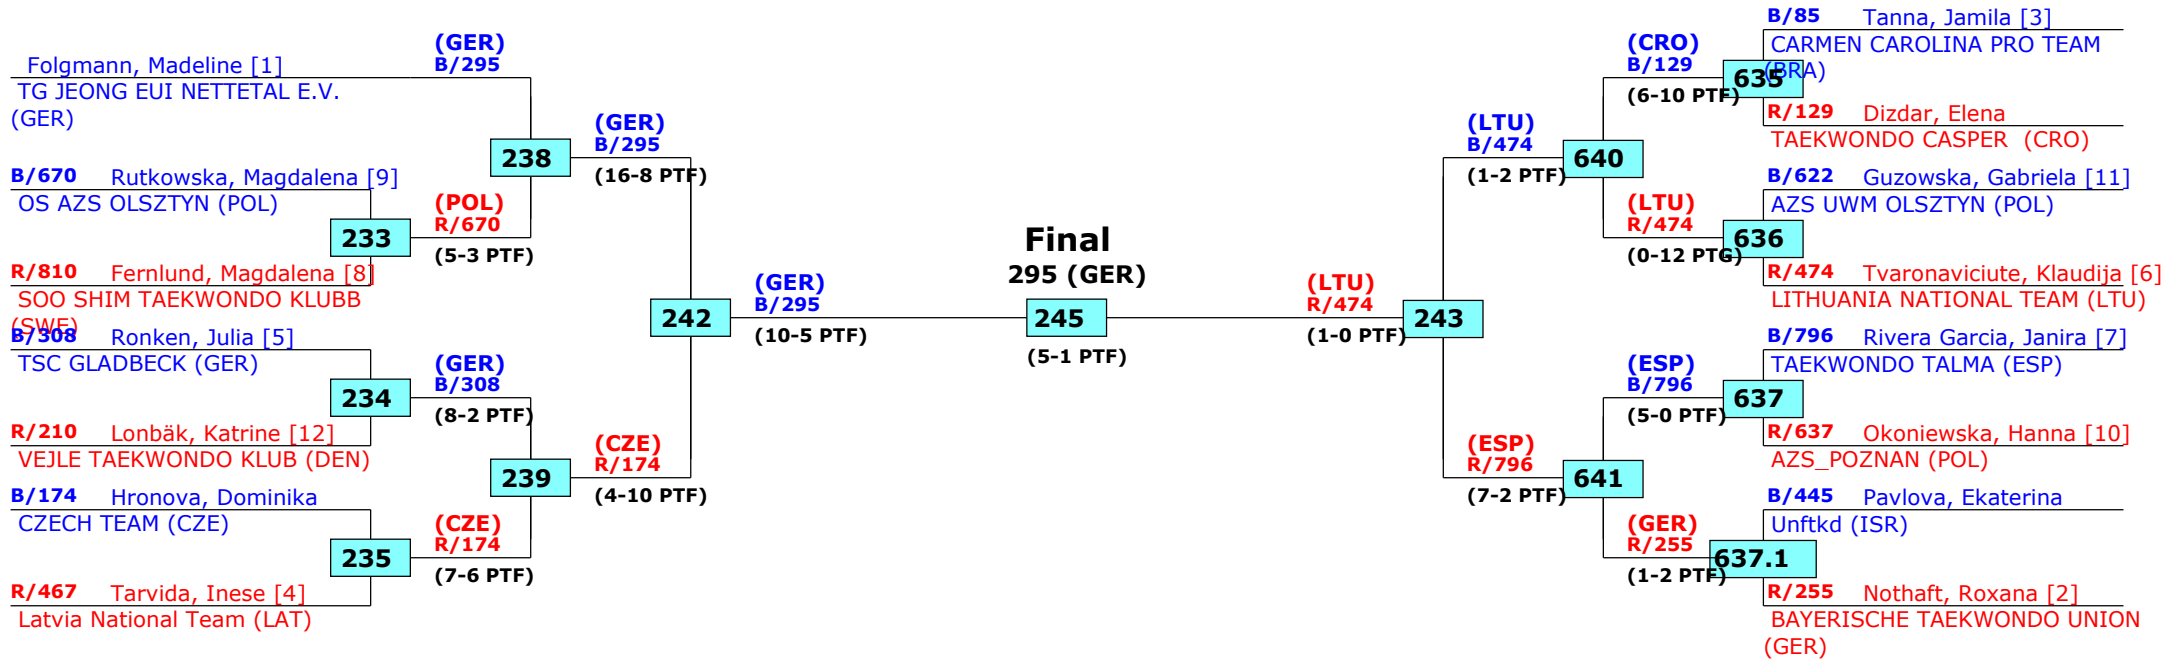 Folgmann, Madeline [1]
TG JEONG EUI NETTETAL E.V.
(GER)
B/670 Rutkowska, Magdalena [9]
OS AZS OLSZTYN (POL)
R/810 Fernlund, Magdalena [8]
SOO SHIM TAEKWONDO KLUBB
(SWE)
B/308 Ronken, Julia [5]
TSC GLADBECK (GER)
R/210 Lonbäk, Katrine [12]
VEJLE TAEKWONDO KLUB (DEN)
B/174 Hronova, Dominika
CZECH TEAM (CZE)
R/467 Tarvida, Inese [4]
Latvia National Team (LAT)
233
234
235
(GER)
B/295
(POL)
R/670
(5-3 PTF)
(GER)
B/308
(8-2 PTF)
(CZE)
R/174
(7-6 PTF)
238
239
(GER)
B/295
(16-8 PTF)
(CZE)
R/174
(4-10 PTF)
242
(GER)
B/295
(10-5 PTF)
Final
295 (GER)
245
(5-1 PTF)
(LTU)
R/474
(1-0 PTF)
243
(LTU)
B/474
(1-2 PTF)
(ESP)
R/796
(7-2 PTF)
640
641
(CRO)
B/129
(6-10 PTF)
(LTU)
R/474
(0-12 PTG)
(ESP)
B/796
(5-0 PTF)
(GER)
R/255
(1-2 PTF)
635
636
637
637.1
B/85 Tanna, Jamila [3]
CARMEN CAROLINA PRO TEAM
(BRA)
R/129 Dizdar, Elena
TAEKWONDO CASPER (CRO)
B/622 Guzowska, Gabriela [11]
AZS UWM OLSZTYN (POL)
R/474 Tvaronaviciute, Klaudija [6]
LITHUANIA NATIONAL TEAM (LTU)
B/796 Rivera Garcia, Janira [7]
TAEKWONDO TALMA (ESP)
R/637 Okoniewska, Hanna [10]
AZS_POZNAN (POL)
B/445 Pavlova, Ekaterina
Unftkd (ISR)
R/255 Nothaft, Roxana [2]
BAYERISCHE TAEKWONDO UNION
(GER)